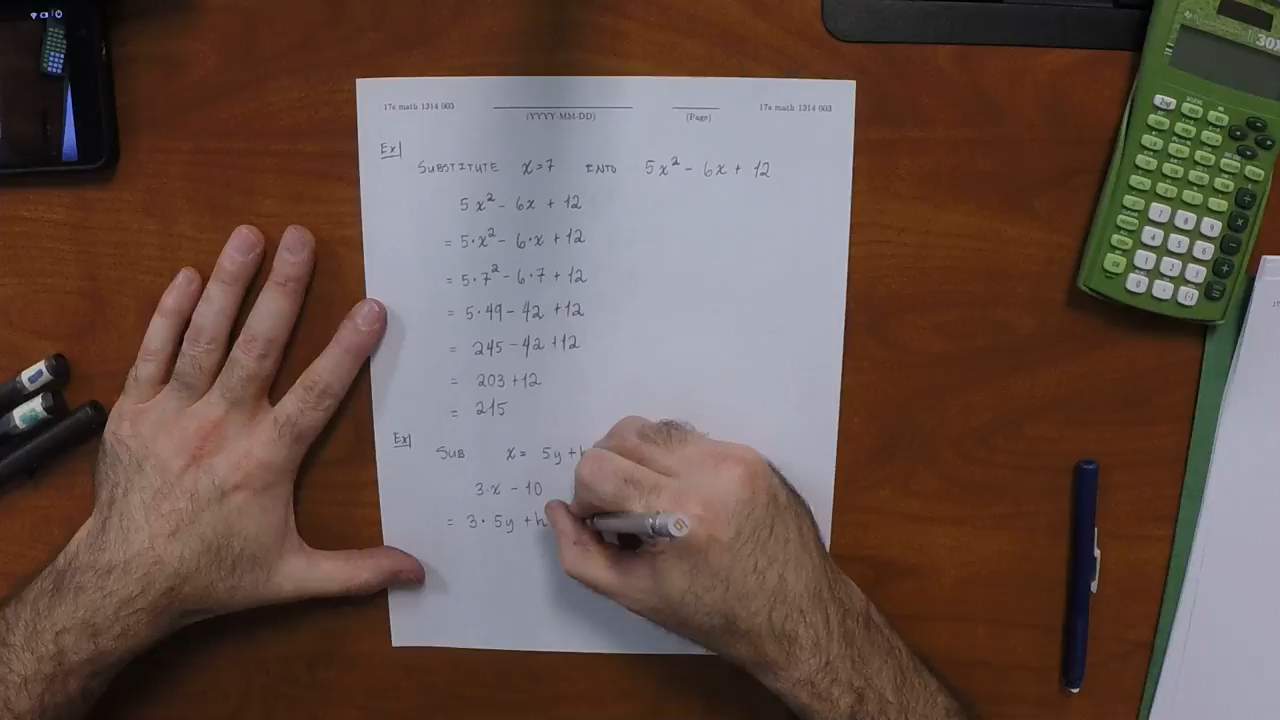 17s math 1314 003 (YYYY-MM-DD) (Page) 17s math 1314 003
Ex|
SUBSTITUTE x=7 INTO 5x² - 6x + 12
5x² - 6x + 12
= 5·x² - 6·x + 12
= 5·7² - 6·7 + 12
= 5·49 - 42 + 12
= 245 - 42 + 12
= 203 + 12
= 215
Ex|
SUB x = 5y + h
3·x - 10
= 3·5y + h